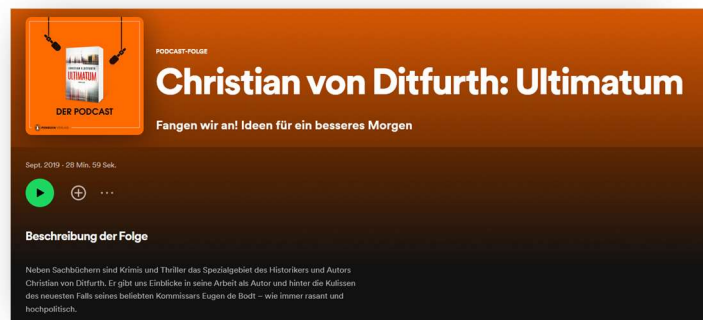 PODCAST-FOLGE
Christian von Ditfurth: Ultimatum
Fangen wir an! Ideen für ein besseres Morgen
ULTIMATUM
DER PODCAST
Sept. 2019 · 28 Min. 59 Sek.
Beschreibung der Folge
Neben Sachbüchern sind Krimis und Thriller das Spezialgebiet des Historikers und Autors
Christian von Ditfurth. Er gibt uns Einblicke in seine Arbeit als Autor und hinter die Kulissen
des neuesten Falls seines beliebten Kommissars Eugen de Bodt – wie immer rasant und
hochpolitisch.